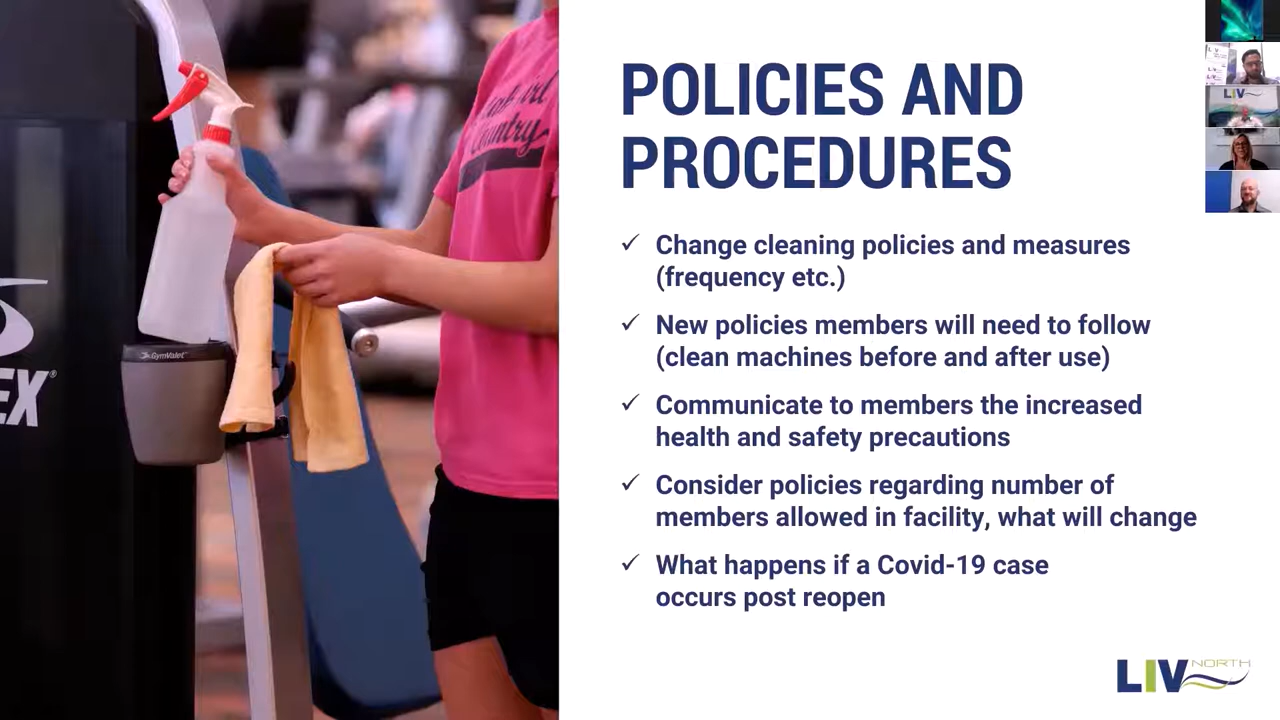 POLICIES AND
PROCEDURES
✓ Change cleaning policies and measures
(frequency etc.)
✓ New policies members will need to follow
(clean machines before and after use)
✓ Communicate to members the increased
health and safety precautions
✓ Consider policies regarding number of
members allowed in facility, what will change
✓ What happens if a Covid-19 case
occurs post reopen
LIV NORTH
GymValet
EX®
Country
LIV